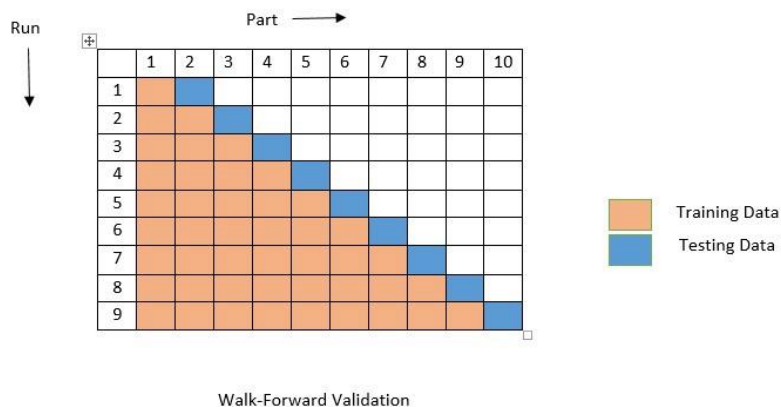 Part
Run
1 2 3 4 5 6 7 8 9 10
1
2
3
4
5
6
7
8
9
Training Data
Testing Data
Walk-Forward Validation